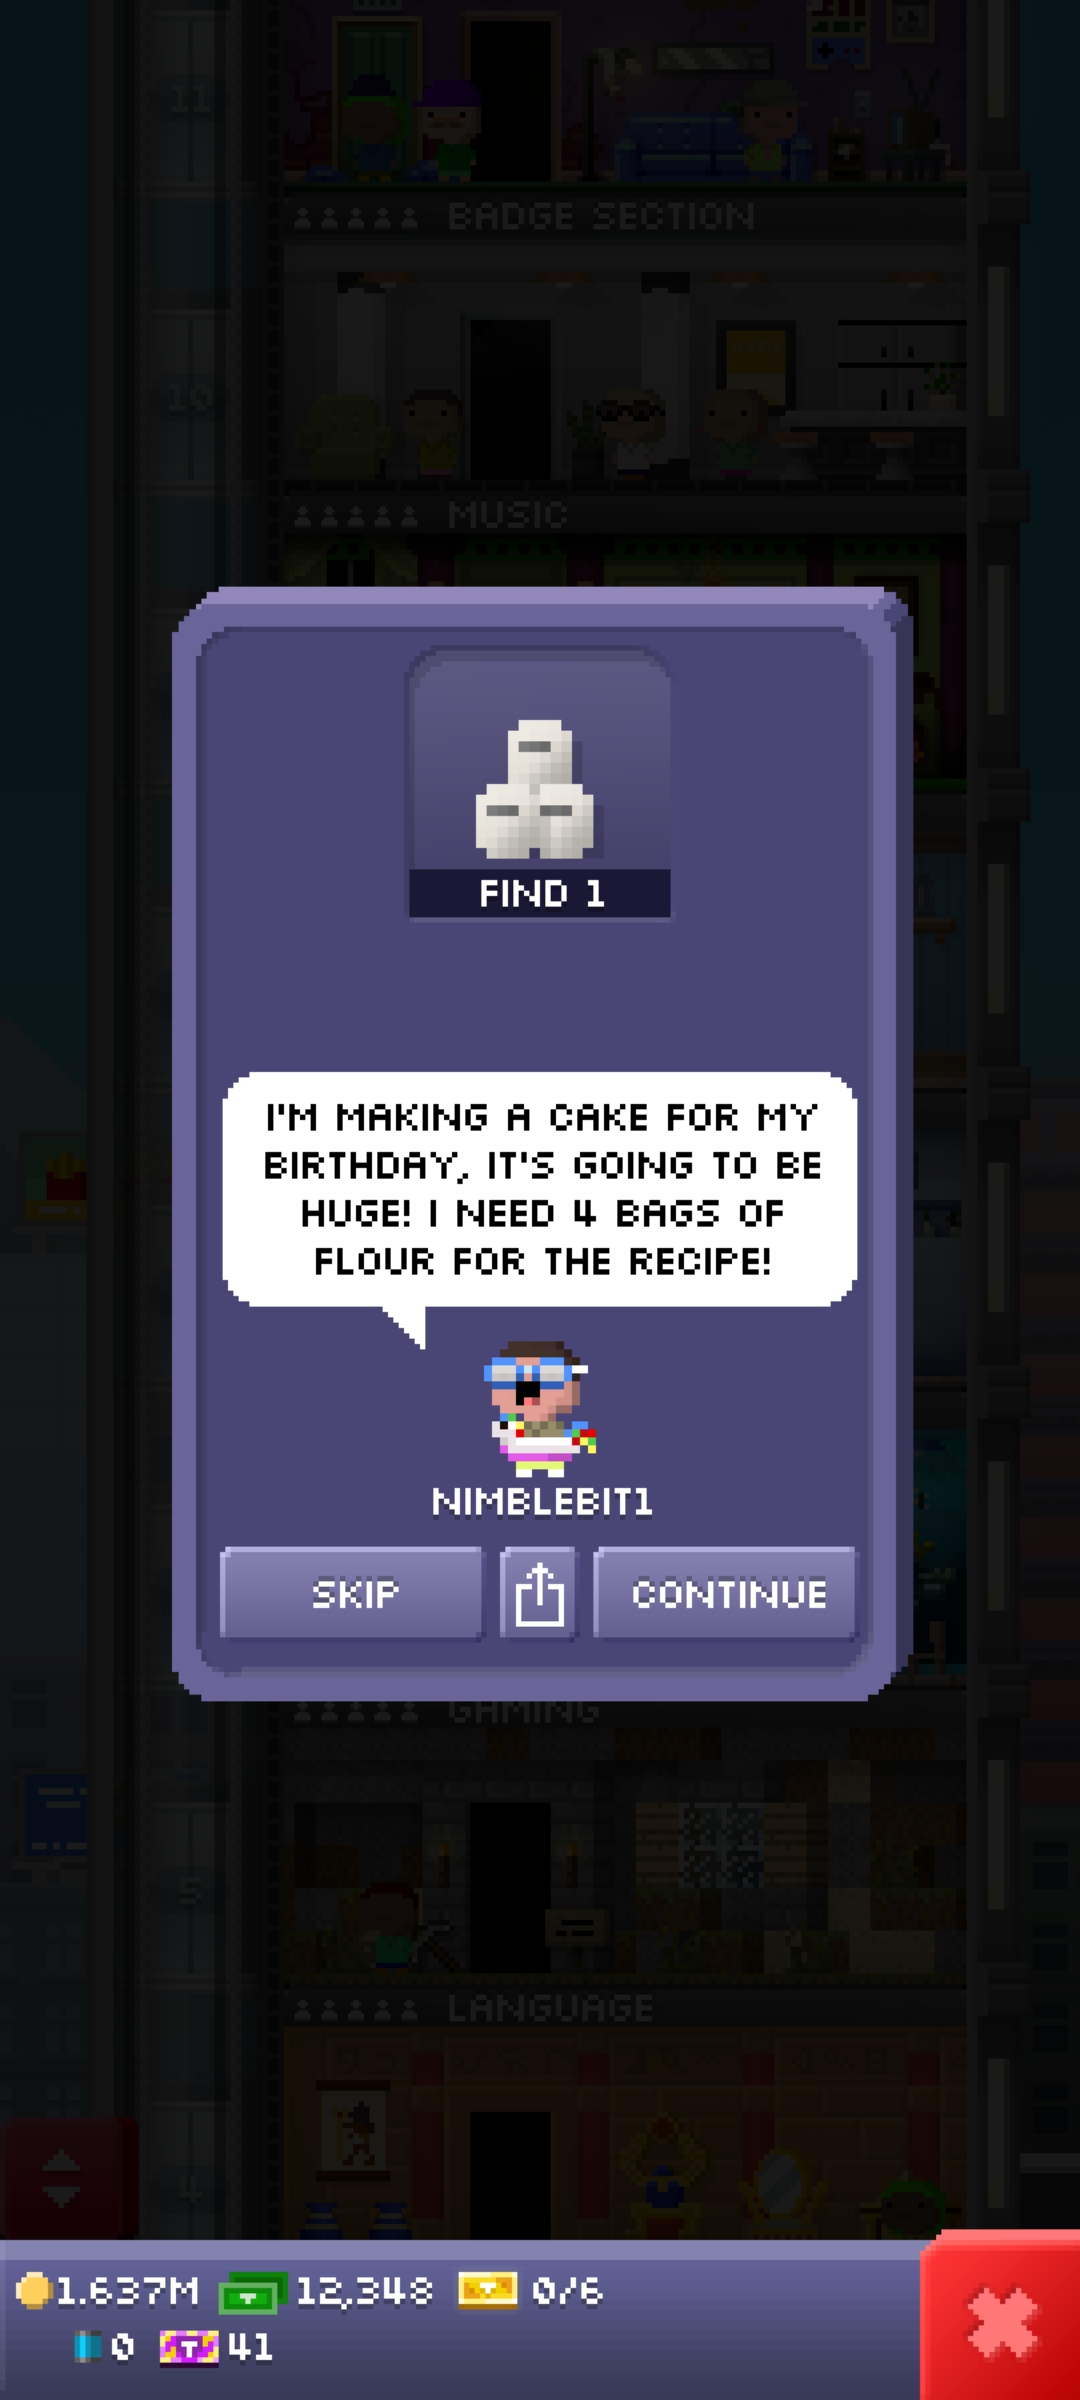 11
BADGE SECTION
10
MUSIC
FIND 1
I'M MAKING A CAKE FOR MY
BIRTHDAY, IT'S GOING TO BE
HUGE! I NEED 4 BAGS OF
FLOUR FOR THE RECIPE!
NIMBLEBIT1
SKIP
CONTINUE
GAMING
5
LANGUAGE
4
1.637M
12,348
0/6
0
41